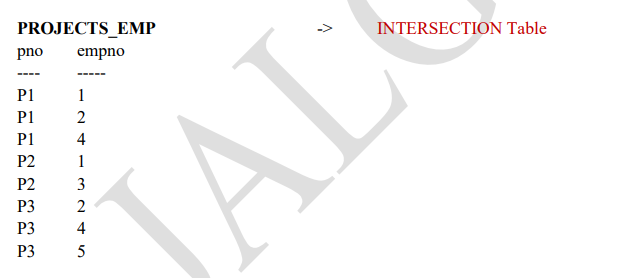 PROJECTS_EMP -> INTERSECTION Table
pno empno
---- -----
P1 1
P1 2
P1 4
P2 1
P2 3
P3 2
P3 4
P3 5
JALC